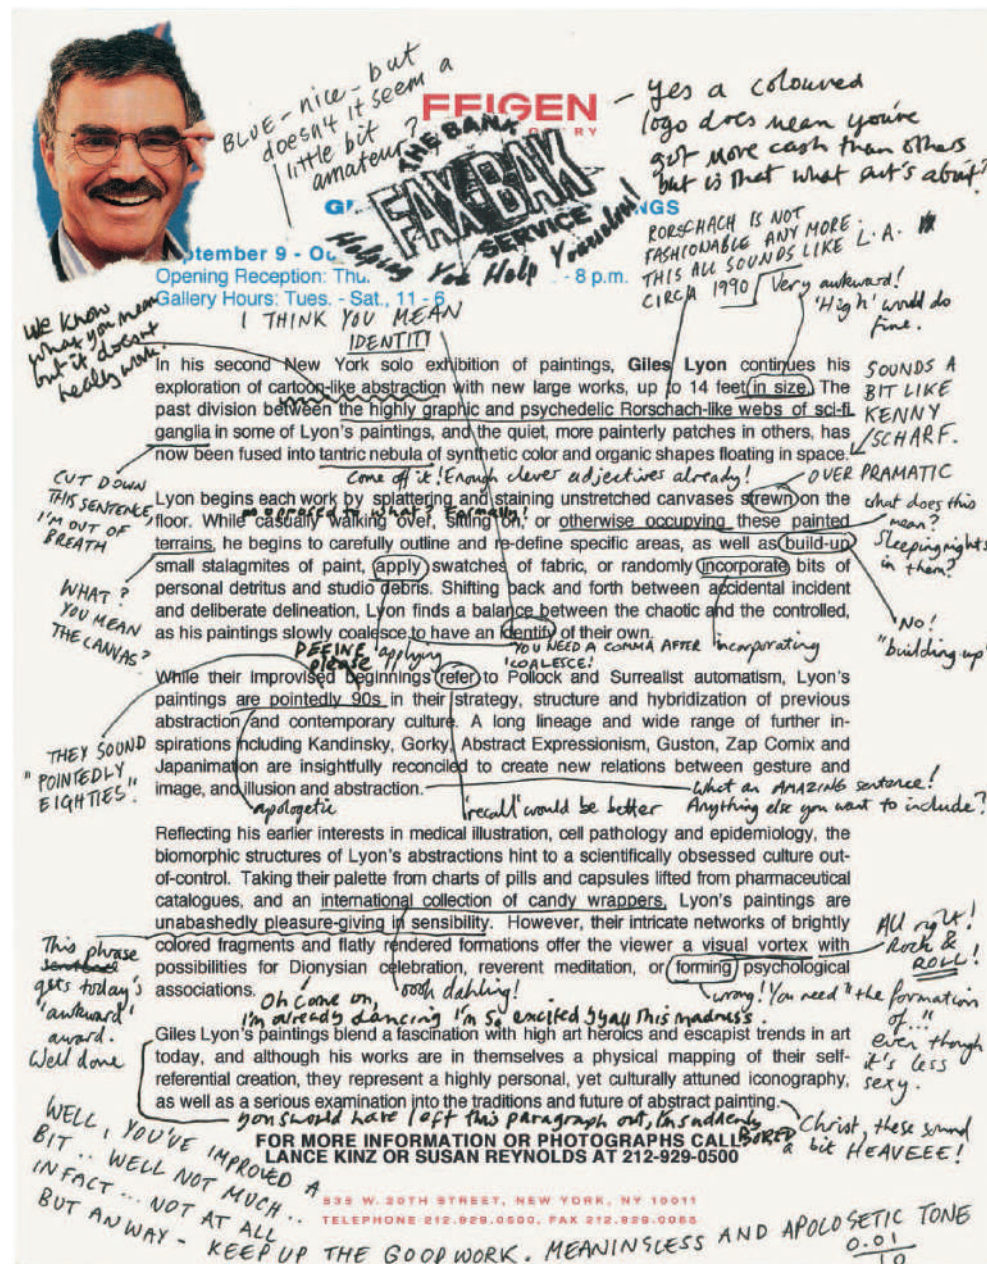 BLUE - nice - but
doesn't it seem a
little bit
amateur?
FEIGEN
- yes a coloured
logo does mean you've
got more cash than others
but is that what art's about?
THE BANK
FAX-BAK
SERVICE
Helping You Help Yourselves!
NGS
RORSCHACH IS NOT
FASHIONABLE ANY MORE.
THIS ALL SOUNDS LIKE L.A.
CIRCA 1990
Very awkward!
'High' would do
fine.
ptember 9 - Oc
Opening Reception: Thu. - 8 p.m.
Gallery Hours: Tues. - Sat., 11 - 6
I THINK YOU MEAN
IDENTITY
We know
what you mean
but it doesn't
really work.
In his second New York solo exhibition of paintings, Giles Lyon continues his
exploration of cartoon-like abstraction with new large works, up to 14 feet in size. The
past division between the highly graphic and psychedelic Rorschach-like webs of sci-fi
ganglia in some of Lyon's paintings, and the quiet, more painterly patches in others, has
now been fused into tantric nebula of synthetic color and organic shapes floating in space.
SOUNDS A
BIT LIKE
KENNY
SCHARF.
Come off it! Enough clever adjectives already!
OVER DRAMATIC
CUT DOWN
THIS SENTENCE,
I'M OUT OF
BREATH
Lyon begins each work by splattering and staining unstretched canvases strewn on the
as opposed to what? Formally!
floor. While casually walking over, sitting on, or otherwise occupying these painted
terrains, he begins to carefully outline and re-define specific areas, as well as build-up
small stalagmites of paint, apply swatches of fabric, or randomly incorporate bits of
personal detritus and studio debris. Shifting back and forth between accidental incident
and deliberate delineation, Lyon finds a balance between the chaotic and the controlled,
as his paintings slowly coalesce to have an identify of their own.
what does this
mean?
Sleeping nights
in them?
WHAT?
YOU MEAN
THE CANVAS?
NO!
"building up"
DEFINE
please
applying
YOU NEED A COMMA AFTER
'COALESCE'!
incorporating
While their improvised beginnings refer to Pollock and Surrealist automatism, Lyon's
paintings are pointedly 90s in their strategy, structure and hybridization of previous
abstraction and contemporary culture. A long lineage and wide range of further in-
spirations including Kandinsky, Gorky, Abstract Expressionism, Guston, Zap Comix and
Japanimation are insightfully reconciled to create new relations between gesture and
image, and illusion and abstraction.
THEY SOUND
"POINTEDLY
EIGHTIES."
What an AMAZING sentence!
Anything else you want to include?
apologetic
'recall' would be better
Reflecting his earlier interests in medical illustration, cell pathology and epidemiology, the
biomorphic structures of Lyon's abstractions hint to a scientifically obsessed culture out-
of-control. Taking their palette from charts of pills and capsules lifted from pharmaceutical
catalogues, and an international collection of candy wrappers, Lyon's paintings are
unabashedly pleasure-giving in sensibility. However, their intricate networks of brightly
colored fragments and flatly rendered formations offer the viewer a visual vortex with
possibilities for Dionysian celebration, reverent meditation, or forming psychological
associations.
This phrase
gets today's
'awkward'
award.
Well done
All right!
Rock &
ROLL!
Oh come on,
I'm already dancing I'm so excited by all this madness.
oooh dahling!
wrong! You need "the formation
of..."
even though
it's less
sexy.
Giles Lyon's paintings blend a fascination with high art heroics and escapist trends in art
today, and although his works are in themselves a physical mapping of their self-
referential creation, they represent a highly personal, yet culturally attuned iconography,
as well as a serious examination into the traditions and future of abstract painting.
you should have left this paragraph out, I'm suddenly
BORED
Christ, these sound
a bit HEAVEEE!
FOR MORE INFORMATION OR PHOTOGRAPHS CALL
LANCE KINZ OR SUSAN REYNOLDS AT 212-929-0500
535 W. 20TH STREET, NEW YORK, NY 10011
TELEPHONE 212.929.0500, FAX 212.929.0065
WELL, YOU'VE IMPROVED A
BIT .. WELL NOT MUCH ..
IN FACT ... NOT AT ALL
BUT ANWAY - KEEP UP THE GOOD WORK. MEANINGLESS AND APOLOGETIC TONE
0.01
10